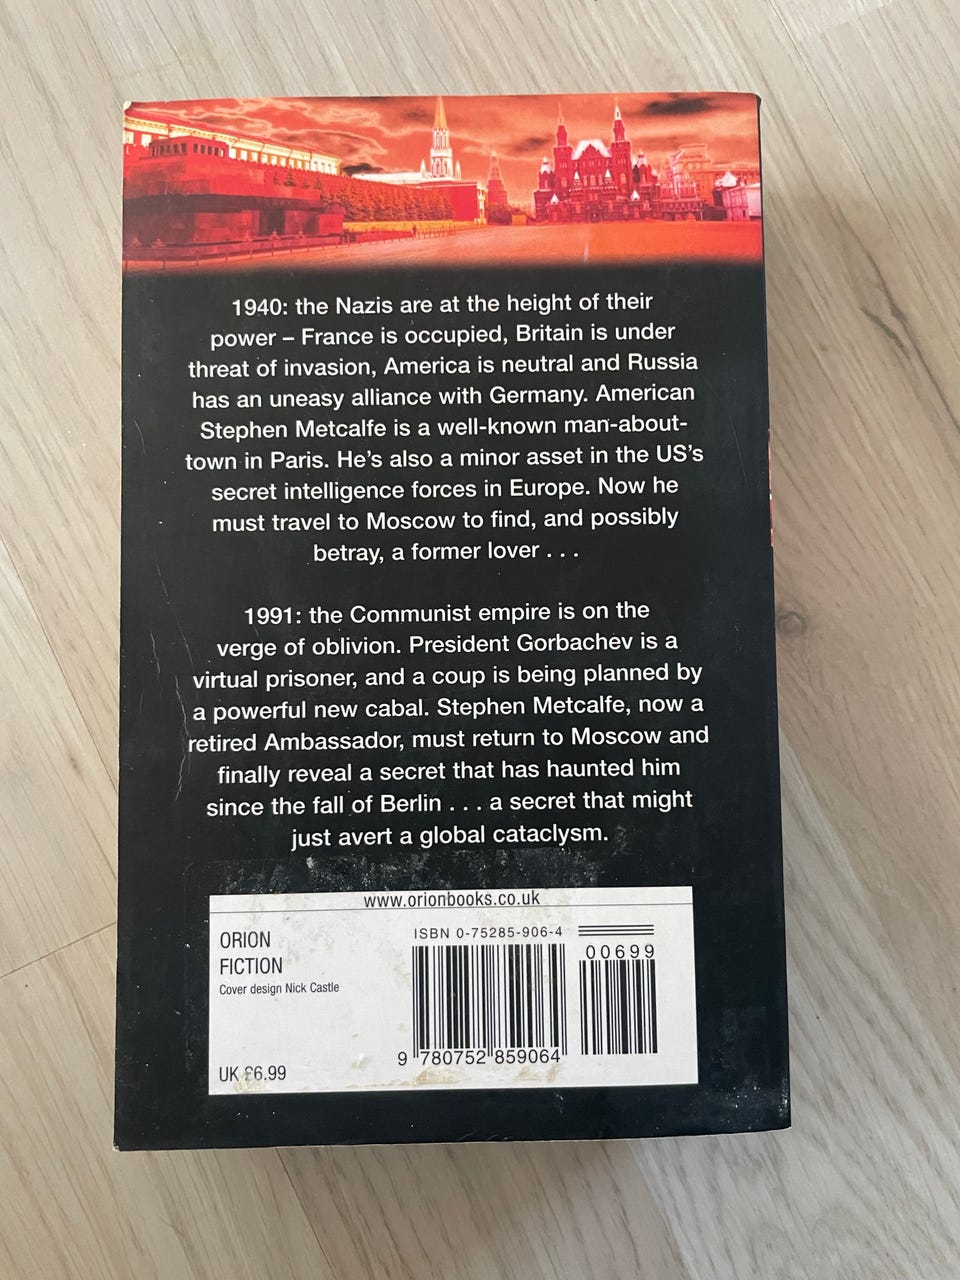 1940: the Nazis are at the height of their
power – France is occupied, Britain is under
threat of invasion, America is neutral and Russia
has an uneasy alliance with Germany. American
Stephen Metcalfe is a well-known man-about-
town in Paris. He's also a minor asset in the US's
secret intelligence forces in Europe. Now he
must travel to Moscow to find, and possibly
betray, a former lover . . .
1991: the Communist empire is on the
verge of oblivion. President Gorbachev is a
virtual prisoner, and a coup is being planned by
a powerful new cabal. Stephen Metcalfe, now a
retired Ambassador, must return to Moscow and
finally reveal a secret that has haunted him
since the fall of Berlin . . . a secret that might
just avert a global cataclysm.
www.orionbooks.co.uk
ORION
FICTION
Cover design Nick Castle
UK £6.99
ISBN 0-75285-906-4
00699
9 780752 859064